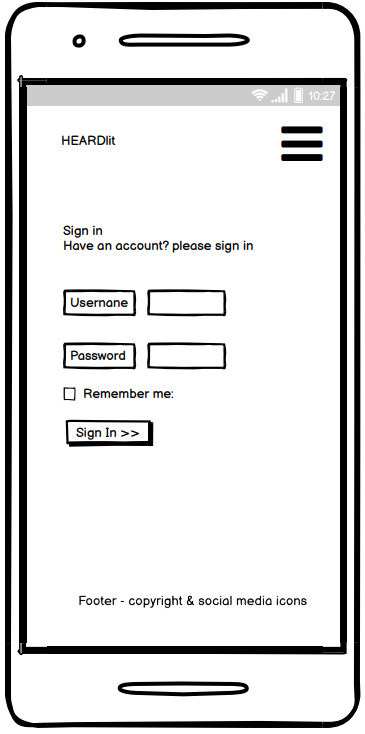 10:27
HEARDlit
Sign in
Have an account? please sign in
Usernane
Password
Remember me:
Sign In >>
Footer - copyright & social media icons